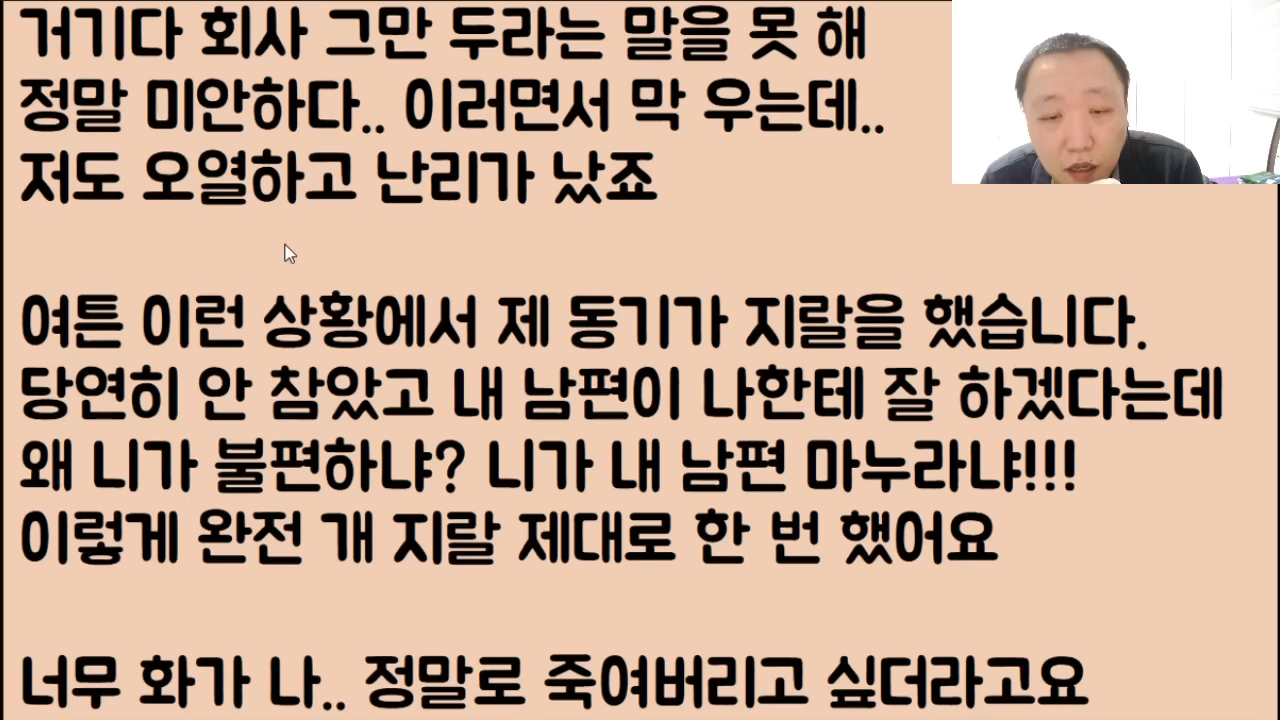 거기다 회사 그만 두라는 말을 못 해
정말 미안하다.. 이러면서 막 우는데..
저도 오열하고 난리가 났죠
여튼 이런 상황에서 제 동기가 지랄을 했습니다.
당연히 안 참았고 내 남편이 나한테 잘 하겠다는데
왜 니가 불편하냐? 니가 내 남편 마누라냐!!!
이렇게 완전 개 지랄 제대로 한 번 했어요
너무 화가 나.. 정말로 죽여버리고 싶더라고요